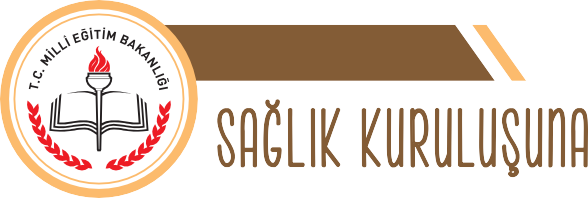 T.C. MİLLİ EĞİTİM BAKANLIĞI
SAĞLIK KURULUŞUNA